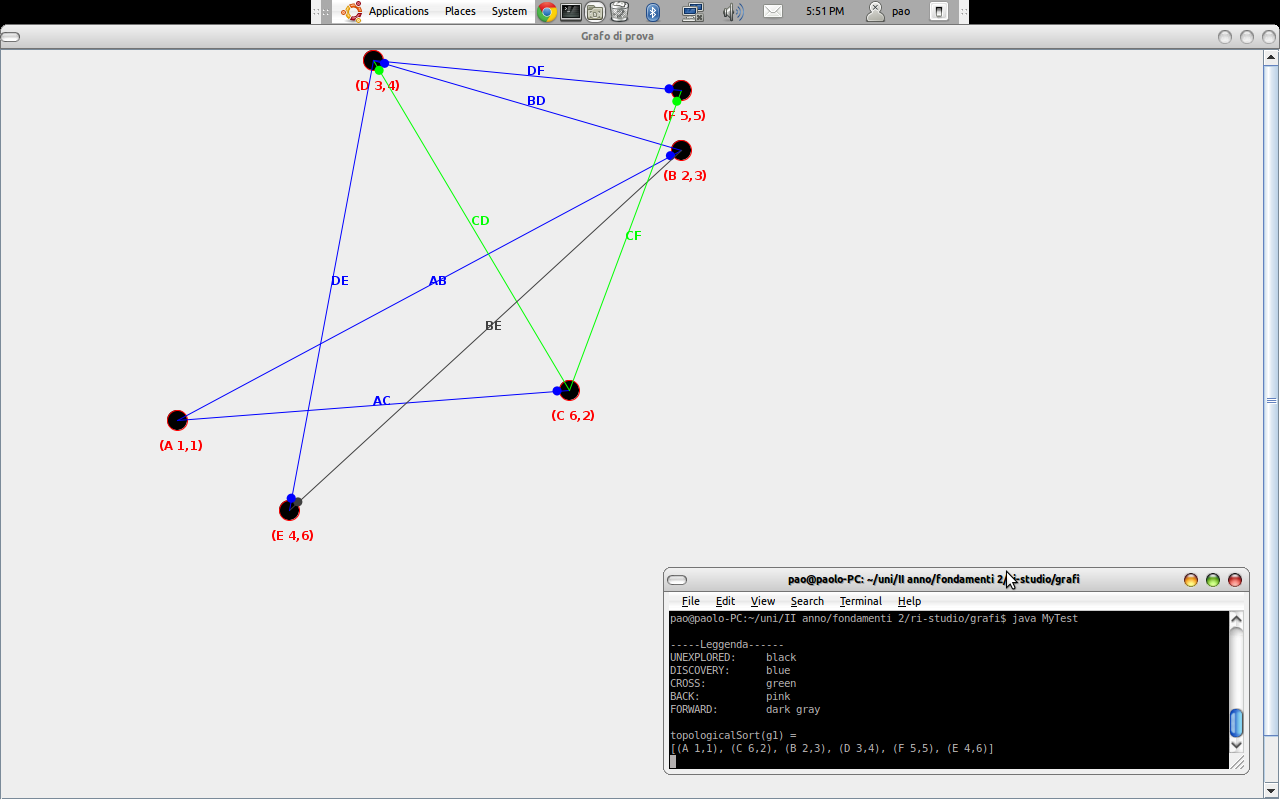 Applications Places System 5:51 PM pao
Grafo di prova
(D 3,4)
DF
BD
(F 5,5)
(B 2,3)
CD
CF
DE
AB
BE
AC
(C 6,2)
(A 1,1)
(E 4,6)
pao@paolo-PC: ~/uni/II anno/fondamenti 2/ri-studio/grafi
File Edit View Search Terminal Help
pao@paolo-PC:~/uni/II anno/fondamenti 2/ri-studio/grafi$ java MyTest
-----Leggenda------
UNEXPLORED: black
DISCOVERY: blue
CROSS: green
BACK: pink
FORWARD: dark gray
topologicalSort(g1) =
[(A 1,1), (C 6,2), (B 2,3), (D 3,4), (F 5,5), (E 4,6)]